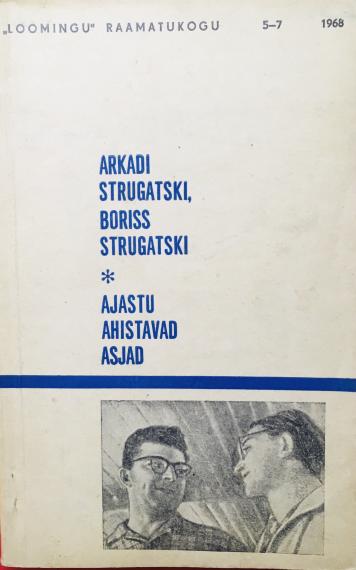 „LOOMINGU“ RAAMATUKOGU 5–7 1968
ARKADI
STRUGATSKI,
BORISS
STRUGATSKI
*
AJASTU
AHISTAVAD
ASJAD